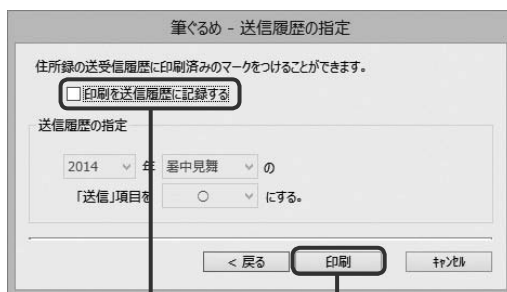 筆ぐるめ - 送信履歴の指定
住所録の送受信履歴に印刷済みのマークをつけることができます。
印刷を送信履歴に記録する
送信履歴の指定
2014 年 暑中見舞 の
「送信」項目を ○ にする。
< 戻る 印刷 ｷｬﾝｾﾙ